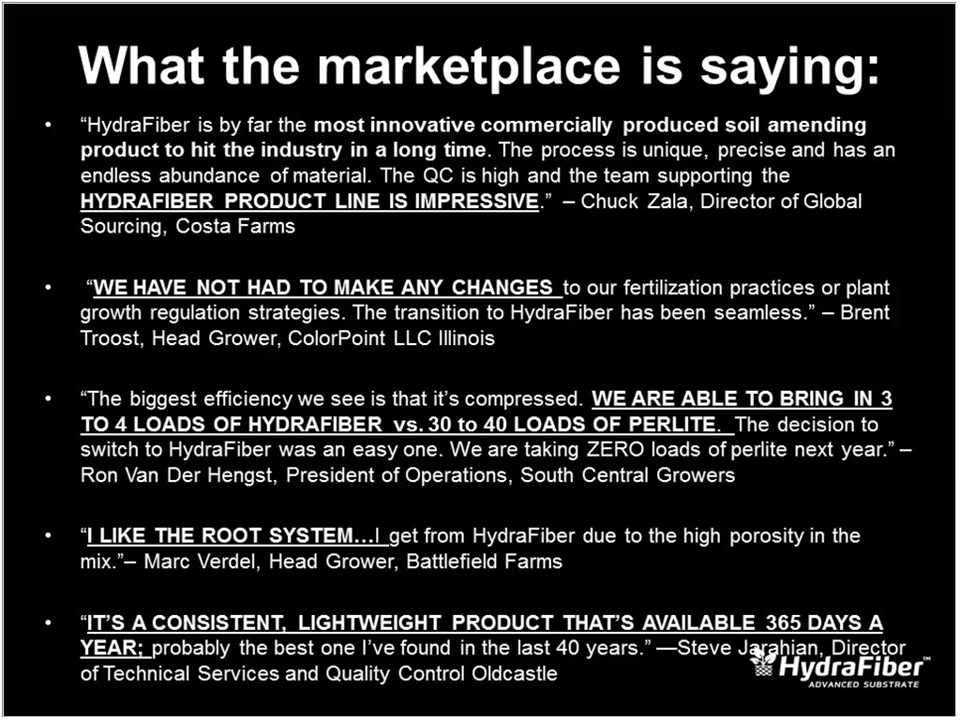 What the marketplace is saying:
• “HydraFiber is by far the most innovative commercially produced soil amending
product to hit the industry in a long time. The process is unique, precise and has an
endless abundance of material. The QC is high and the team supporting the
HYDRAFIBER PRODUCT LINE IS IMPRESSIVE.” – Chuck Zala, Director of Global
Sourcing, Costa Farms
• “WE HAVE NOT HAD TO MAKE ANY CHANGES to our fertilization practices or plant
growth regulation strategies. The transition to HydraFiber has been seamless.” – Brent
Troost, Head Grower, ColorPoint LLC Illinois
• “The biggest efficiency we see is that it’s compressed. WE ARE ABLE TO BRING IN 3
TO 4 LOADS OF HYDRAFIBER vs. 30 to 40 LOADS OF PERLITE. The decision to
switch to HydraFiber was an easy one. We are taking ZERO loads of perlite next year.” –
Ron Van Der Hengst, President of Operations, South Central Growers
• “I LIKE THE ROOT SYSTEM…I get from HydraFiber due to the high porosity in the
mix.”– Marc Verdel, Head Grower, Battlefield Farms
• “IT’S A CONSISTENT, LIGHTWEIGHT PRODUCT THAT’S AVAILABLE 365 DAYS A
YEAR; probably the best one I’ve found in the last 40 years.” —Steve Jarahian, Director
of Technical Services and Quality Control Oldcastle
HydraFiber™
ADVANCED SUBSTRATE